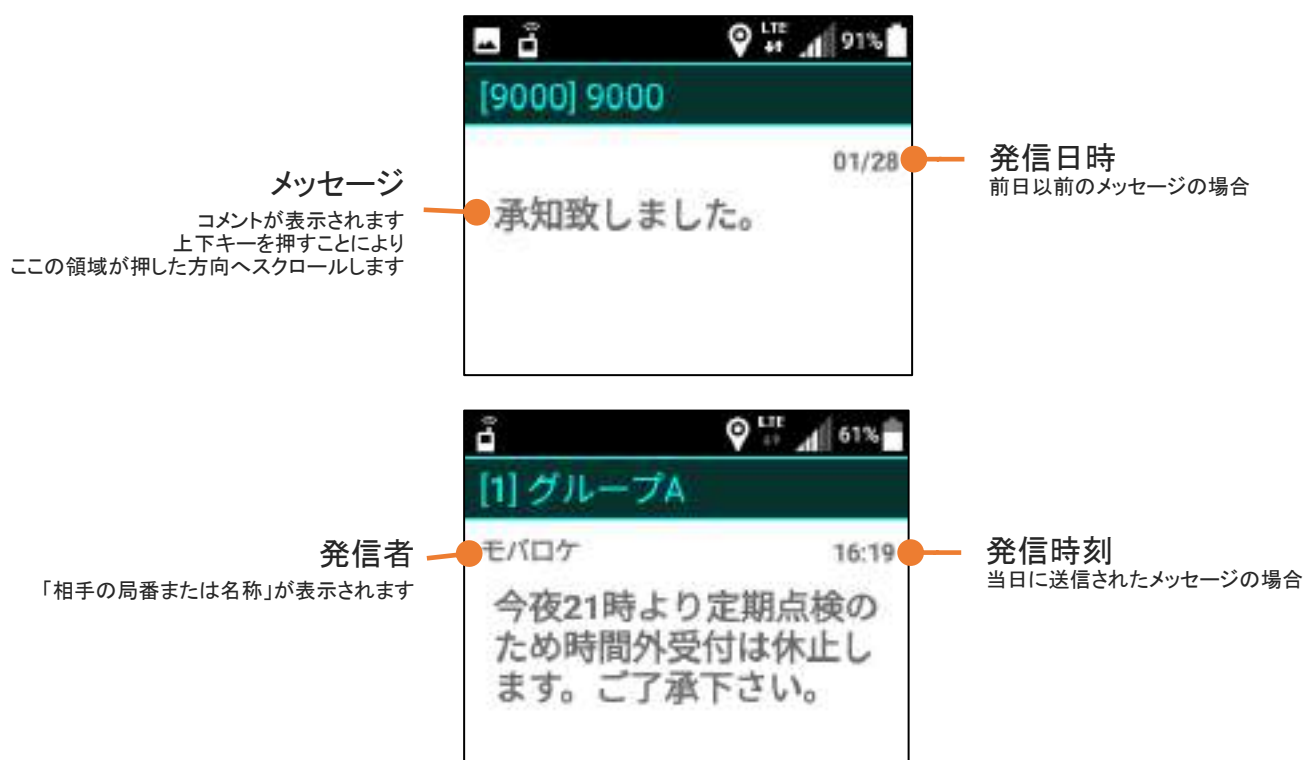 LTE 91%
[9000] 9000
01/28
発信日時
前日以前のメッセージの場合
メッセージ
コメントが表示されます
上下キーを押すことにより
ここの領域が押した方向へスクロールします
承知致しました。
LTE 61%
[1] グループA
発信者
「相手の局番または名称」が表示されます
モバロケ
16:19
発信時刻
当日に送信されたメッセージの場合
今夜21時より定期点検の
ため時間外受付は休止し
ます。ご了承下さい。